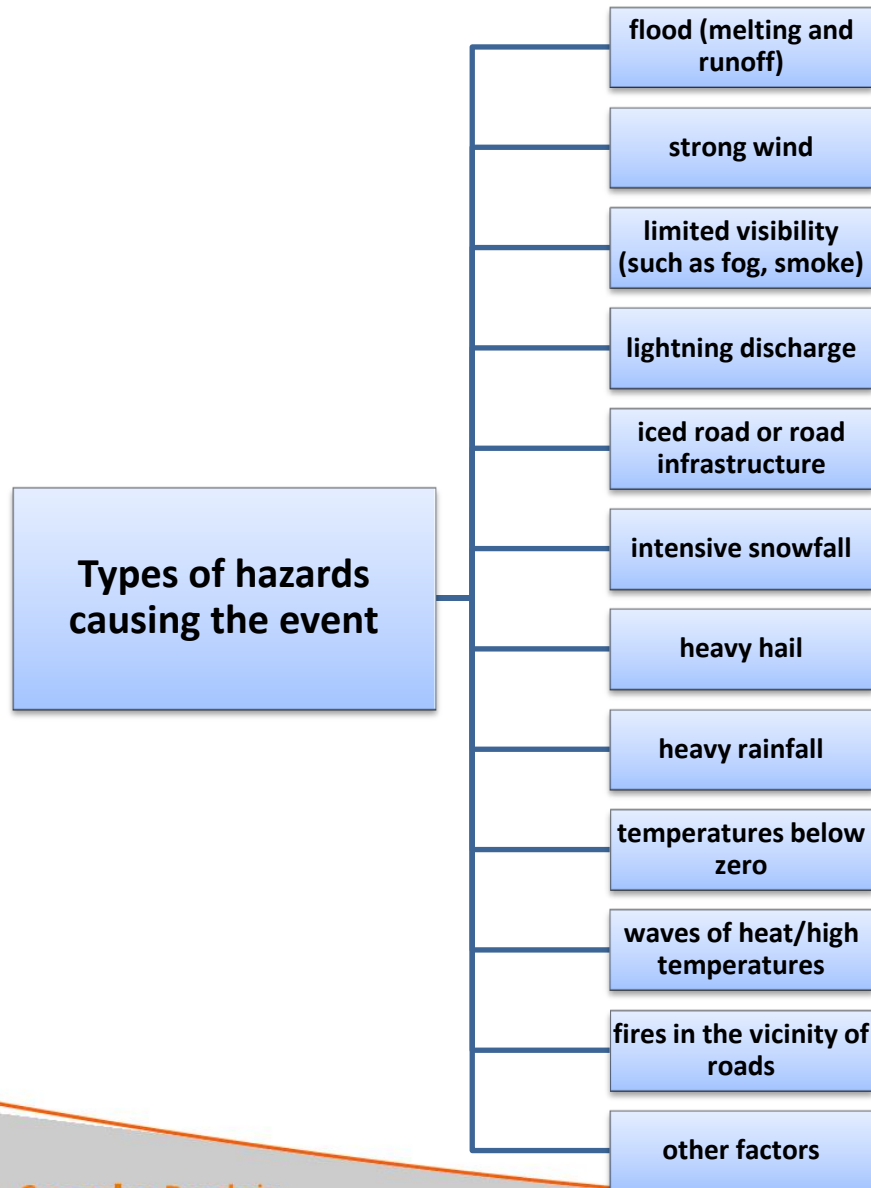 flood (melting and
runoff)
strong wind
limited visibility
(such as fog, smoke)
lightning discharge
iced road or road
infrastructure
Types of hazards
causing the event
intensive snowfall
heavy hail
heavy rainfall
temperatures below
zero
waves of heat/high
temperatures
fires in the vicinity of
roads
other factors